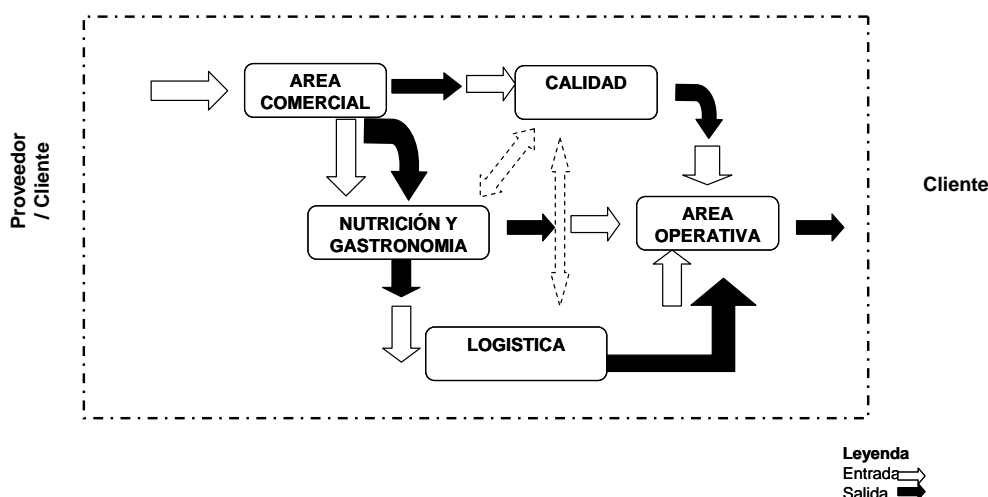 AREA
COMERCIAL
CALIDAD
Proveedor
/ Cliente
Cliente
NUTRICIÓN Y
GASTRONOMIA
AREA
OPERATIVA
LOGISTICA
Leyenda
Entrada
Salida